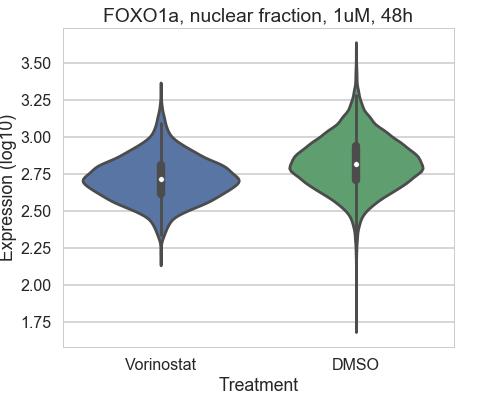 FOXO1a, nuclear fraction, 1uM, 48h
Expression (log10)
3.50
3.25
3.00
2.75
2.50
2.25
2.00
1.75
Vorinostat
DMSO
Treatment